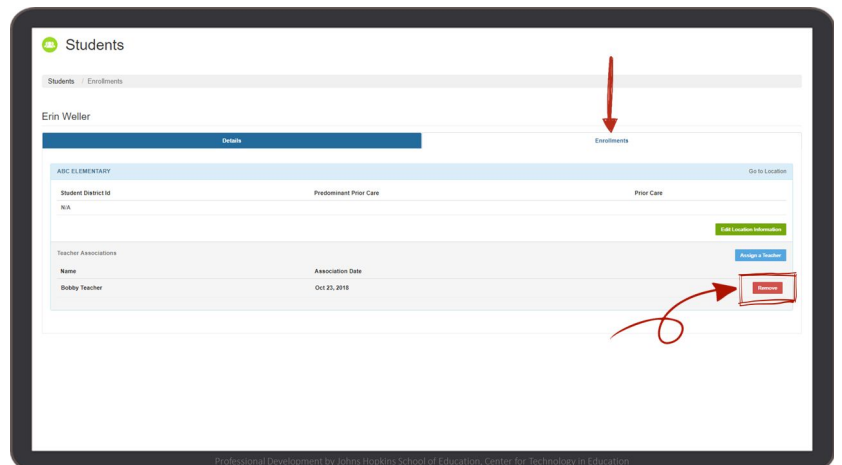 Students
Students / Enrollments
Erin Weller
Details Enrollments
ABC ELEMENTARY Go to Location
Student District Id Predominant Prior Care Prior Care
N/A
Edit Location Information
Teacher Associations Assign a Teacher
Name Association Date
Bobby Teacher Oct 23, 2018 Remove
Professional Development by Johns Hopkins School of Education, Center for Technology in Education